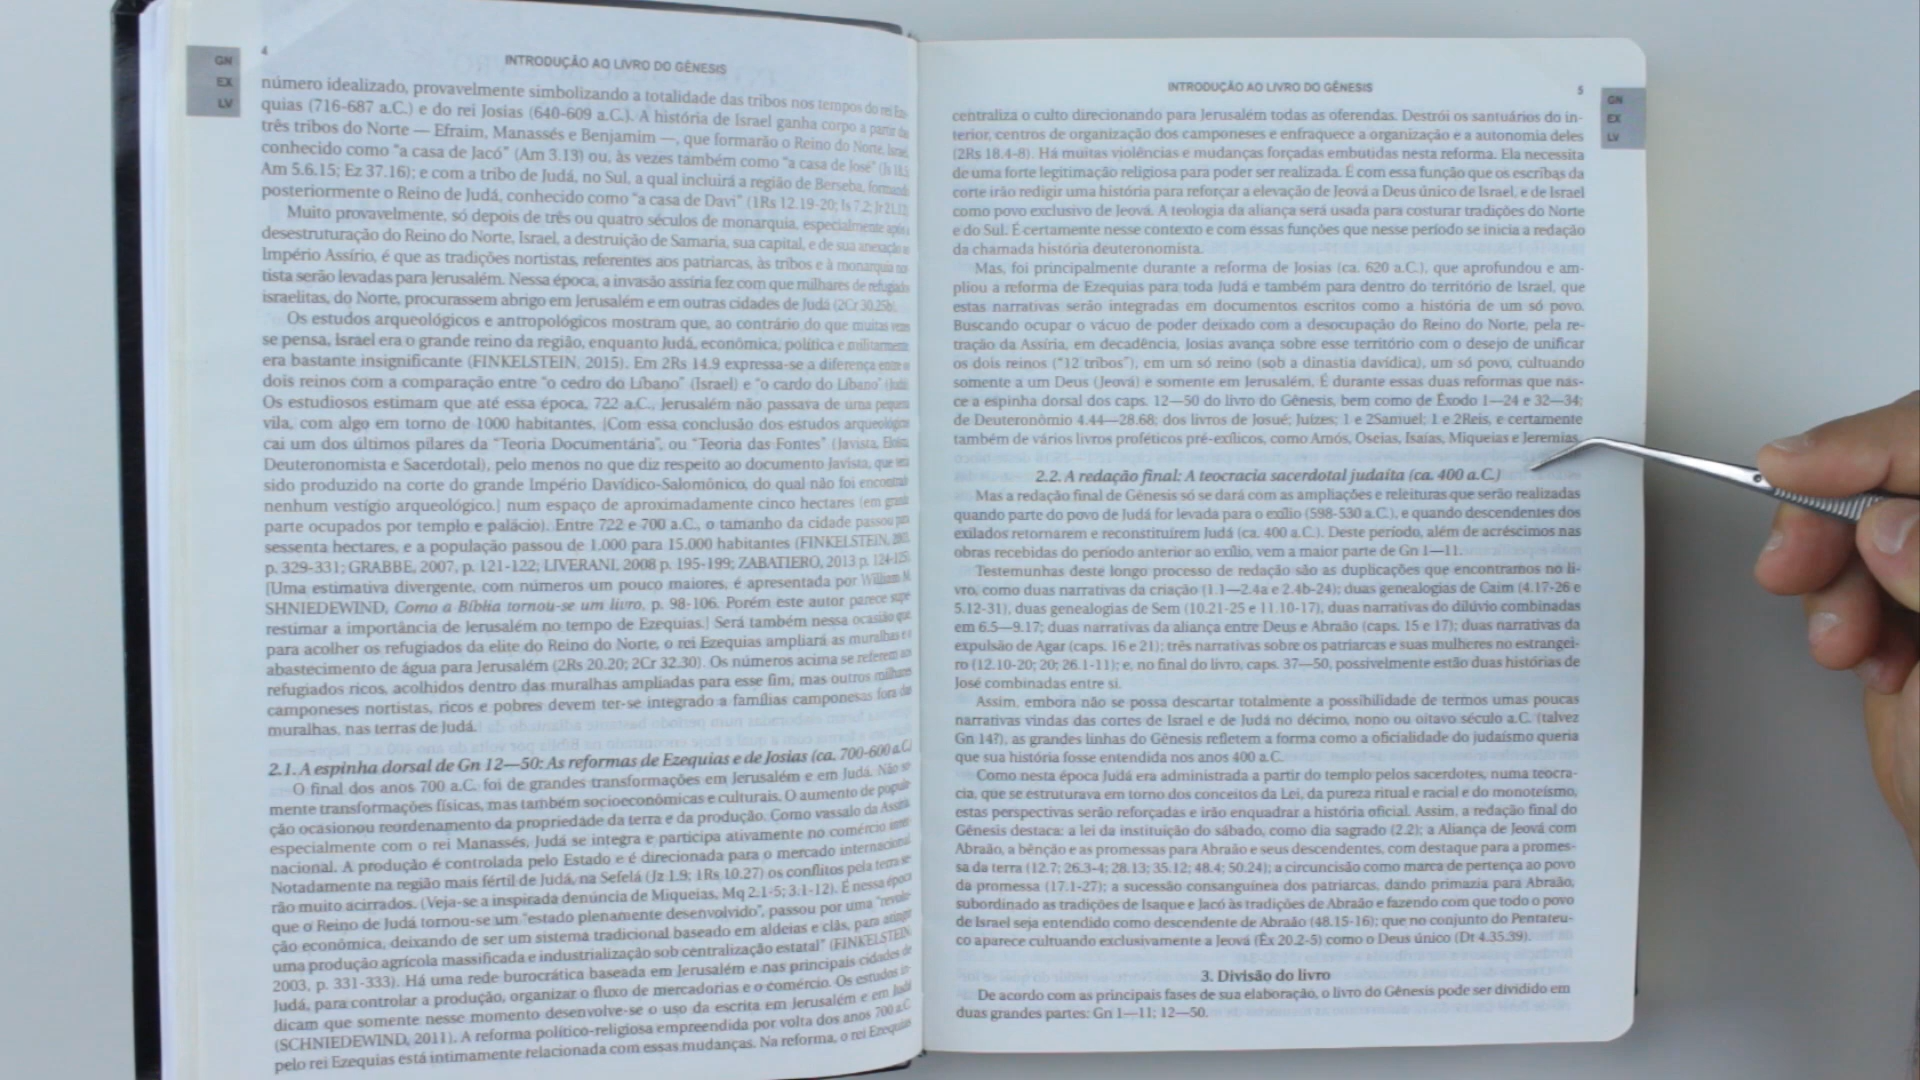 4
INTRODUÇÃO AO LIVRO DO GÊNESIS
GN
EX
LV
número idealizado, provavelmente simbolizando a totalidade das tribos nos tempos do rei Eze-
quias (716-687 a.C.) e do rei Josias (640-609 a.C.). A história de Israel ganha corpo a partir das
três tribos do Norte — Efraim, Manassés e Benjamim —, que formarão o Reino do Norte, Israel,
conhecido como "a casa de Jacó" (Am 3.13) ou, às vezes também como "a casa de José" (Js 18.5;
Am 5.6.15; Ez 37.16); e com a tribo de Judá, no Sul, a qual incluirá a região de Berseba, formando
posteriormente o Reino de Judá, conhecido como "a casa de Davi" (1Rs 12.19-20; Is 7.2; Jr 21.12).
Muito provavelmente, só depois de três ou quatro séculos de monarquia, especialmente após a
desestruturação do Reino do Norte, Israel, a destruição de Samaria, sua capital, e de sua anexação ao
Império Assírio, é que as tradições nortistas, referentes aos patriarcas, às tribos e à monarquia nor-
tista serão levadas para Jerusalém. Nessa época, a invasão assíria fez com que milhares de refugiados
israelitas, do Norte, procurassem abrigo em Jerusalém e em outras cidades de Judá (2Cr 30.25b).
Os estudos arqueológicos e antropológicos mostram que, ao contrário do que muitas vezes
se pensa, Israel era o grande reino da região, enquanto Judá, econômica, política e militarmente
era bastante insignificante (FINKELSTEIN, 2015). Em 2Rs 14.9 expressa-se a diferença entre os
dois reinos com a comparação entre "o cedro do Líbano" (Israel) e "o cardo do Líbano" (Judá).
Os estudiosos estimam que até essa época, 722 a.C., Jerusalém não passava de uma pequena
vila, com algo em torno de 1000 habitantes, [Com essa conclusão dos estudos arqueológicos
cai um dos últimos pilares da "Teoria Documentária", ou "Teoria das Fontes" (Javista, Eloísta,
Deuteronomista e Sacerdotal), pelo menos no que diz respeito ao documento Javista, que teria
sido produzido na corte do grande Império Davídico-Salomônico, do qual não foi encontrado
nenhum vestígio arqueológico.] num espaço de aproximadamente cinco hectares (em grande
parte ocupados por templo e palácio). Entre 722 e 700 a.C., o tamanho da cidade passou para
sessenta hectares, e a população passou de 1.000 para 15.000 habitantes (FINKELSTEIN, 2003,
p. 329-331; GRABBE, 2007, p. 121-122; LIVERANI, 2008 p. 195-199; ZABATIERO, 2013 p. 124-125).
[Uma estimativa divergente, com números um pouco maiores, é apresentada por William M.
SHNIEDEWIND, Como a Bíblia tornou-se um livro, p. 98-106. Porém este autor parece supe-
restimar a importância de Jerusalém no tempo de Ezequias.] Será também nessa ocasião que,
para acolher os refugiados da elite do Reino do Norte, o rei Ezequias ampliará as muralhas e o
abastecimento de água para Jerusalém (2Rs 20.20; 2Cr 32.30). Os números acima se referem aos
refugiados ricos, acolhidos dentro das muralhas ampliadas para esse fim, mas outros milhares
camponeses nortistas, ricos e pobres devem ter-se integrado a famílias camponesas fora das
muralhas, nas terras de Judá.
2.1. A espinha dorsal de Gn 12—50: As reformas de Ezequias e de Josias (ca. 700-600 a.C.)
O final dos anos 700 a.C. foi de grandes transformações em Jerusalém e em Judá. Não so-
mente transformações físicas, mas também socioeconômicas e culturais. O aumento de popula-
ção ocasionou reordenamento da propriedade da terra e da produção. Como vassalo da Assíria,
especialmente com o rei Manassés, Judá se integra e participa ativamente no comércio inter-
nacional. A produção é controlada pelo Estado e é direcionada para o mercado internacional.
Notadamente na região mais fértil de Judá, na Sefelá (Jz 1.9; 1Rs 10.27) os conflitos pela terra se-
rão muito acirrados. (Veja-se a inspirada denúncia de Miqueias, Mq 2.1-5; 3.1-12). É nessa época
que o Reino de Judá tornou-se um "estado plenamente desenvolvido", passou por uma "revolu-
ção econômica, deixando de ser um sistema tradicional baseado em aldeias e clãs, para atingir
uma produção agrícola massificada e industrialização sob centralização estatal" (FINKELSTEIN,
2003, p. 331-333). Há uma rede burocrática baseada em Jerusalém e nas principais cidades de
Judá, para controlar a produção, organizar o fluxo de mercadorias e o comércio. Os estudos in-
dicam que somente nesse momento desenvolve-se o uso da escrita em Jerusalém e em Judá
(SCHNIEDEWIND, 2011). A reforma político-religiosa empreendida por volta dos anos 700 a.C.
pelo rei Ezequias está intimamente relacionada com essas mudanças. Na reforma, o rei Ezequias
INTRODUÇÃO AO LIVRO DO GÊNESIS
5
GN
EX
LV
centraliza o culto direcionando para Jerusalém todas as oferendas. Destrói os santuários do in-
terior, centros de organização dos camponeses e enfraquece a organização e a autonomia deles
(2Rs 18.4-8). Há muitas violências e mudanças forçadas embutidas nesta reforma. Ela necessita
de uma forte legitimação religiosa para poder ser realizada. É com essa função que os escribas da
corte irão redigir uma história para reforçar a elevação de Jeová a Deus único de Israel, e de Israel
como povo exclusivo de Jeová. A teologia da aliança será usada para costurar tradições do Norte
e do Sul. É certamente nesse contexto e com essas funções que nesse período se inicia a redação
da chamada história deuteronomista.
Mas, foi principalmente durante a reforma de Josias (ca. 620 a.C.), que aprofundou e am-
pliou a reforma de Ezequias para toda Judá e também para dentro do território de Israel, que
estas narrativas serão integradas em documentos escritos como a história de um só povo.
Buscando ocupar o vácuo de poder deixado com a desocupação do Reino do Norte, pela re-
tração da Assíria, em decadência, Josias avança sobre esse território com o desejo de unificar
os dois reinos ("12 tribos"), em um só reino (sob a dinastia davídica), um só povo, cultuando
somente a um Deus (Jeová) e somente em Jerusalém. É durante essas duas reformas que nas-
ce a espinha dorsal dos caps. 12—50 do livro do Gênesis, bem como de Êxodo 1—24 e 32—34;
de Deuteronômio 4.44—28.68; dos livros de Josué; Juízes; 1 e 2Samuel; 1 e 2Reis, e certamente
também de vários livros proféticos pré-exílicos, como Amós, Oseias, Isaías, Miqueias e Jeremias.
2.2. A redação final: A teocracia sacerdotal judaíta (ca. 400 a.C.)
Mas a redação final de Gênesis só se dará com as ampliações e releituras que serão realizadas
quando parte do povo de Judá for levada para o exílio (598-530 a.C.), e quando descendentes dos
exilados retornarem e reconstituírem Judá (ca. 400 a.C.). Deste período, além de acréscimos nas
obras recebidas do período anterior ao exílio, vem a maior parte de Gn 1—11.
Testemunhas deste longo processo de redação são as duplicações que encontramos no li-
vro, como duas narrativas da criação (1.1—2.4a e 2.4b-24); duas genealogias de Caim (4.17-26 e
5.12-31), duas genealogias de Sem (10.21-25 e 11.10-17), duas narrativas do dilúvio combinadas
em 6.5—9.17; duas narrativas da aliança entre Deus e Abraão (caps. 15 e 17); duas narrativas da
expulsão de Agar (caps. 16 e 21); três narrativas sobre os patriarcas e suas mulheres no estrangei-
ro (12.10-20; 20; 26.1-11); e, no final do livro, caps. 37—50, possivelmente estão duas histórias de
José combinadas entre si.
Assim, embora não se possa descartar totalmente a possibilidade de termos umas poucas
narrativas vindas das cortes de Israel e de Judá no décimo, nono ou oitavo século a.C. (talvez
Gn 14?), as grandes linhas do Gênesis refletem a forma como a oficialidade do judaísmo queria
que sua história fosse entendida nos anos 400 a.C.
Como nesta época Judá era administrada a partir do templo pelos sacerdotes, numa teocra-
cia, que se estruturava em torno dos conceitos da Lei, da pureza ritual e racial e do monoteísmo,
estas perspectivas serão reforçadas e irão enquadrar a história oficial. Assim, a redação final do
Gênesis destaca: a lei da instituição do sábado, como dia sagrado (2.2); a Aliança de Jeová com
Abraão, a bênção e as promessas para Abraão e seus descendentes, com destaque para a promes-
sa da terra (12.7; 26.3-4; 28.13; 35.12; 48.4; 50.24); a circuncisão como marca de pertença ao povo
da promessa (17.1-27); a sucessão consanguínea dos patriarcas, dando primazia para Abraão,
subordinado as tradições de Isaque e Jacó às tradições de Abraão e fazendo com que todo o povo
de Israel seja entendido como descendente de Abraão (48.15-16); que no conjunto do Pentateu-
co aparece cultuando exclusivamente a Jeová (Êx 20.2-5) como o Deus único (Dt 4.35.39).
3. Divisão do livro
De acordo com as principais fases de sua elaboração, o livro do Gênesis pode ser dividido em
duas grandes partes: Gn 1—11; 12—50.